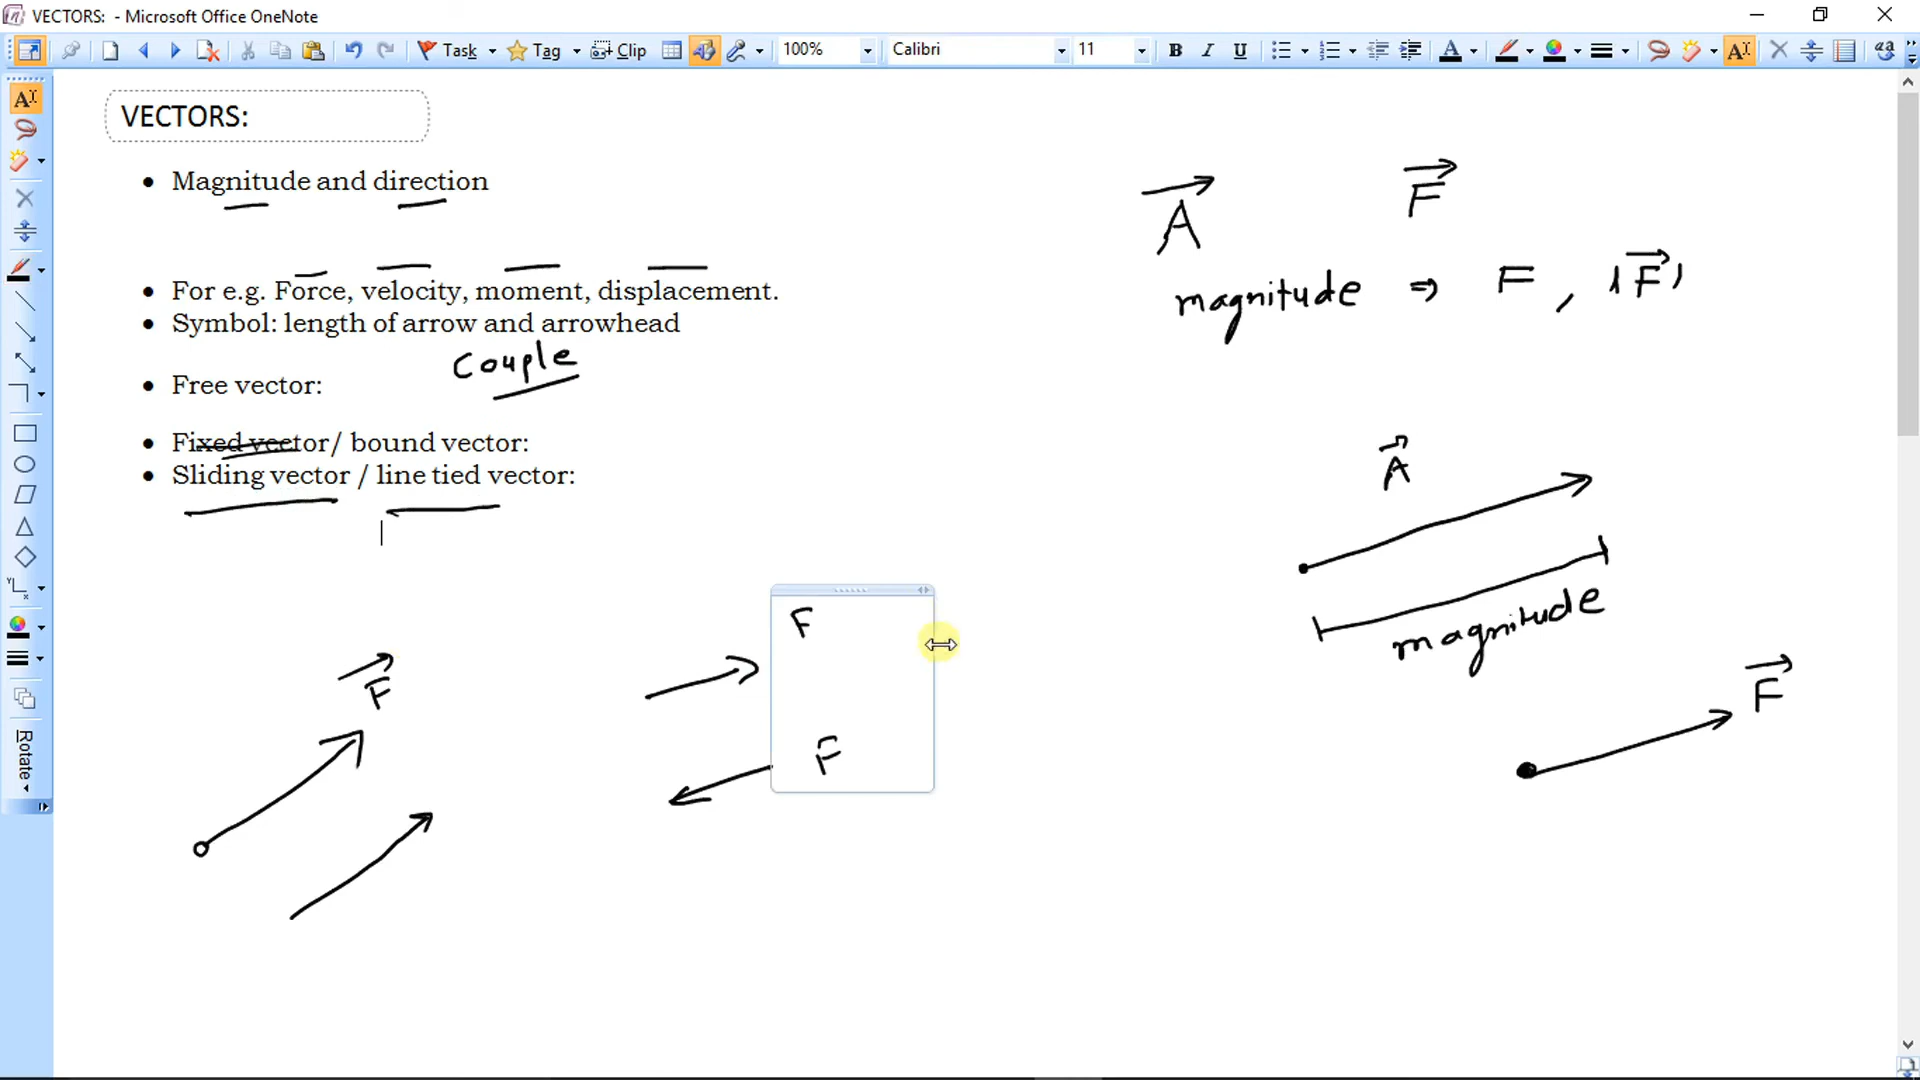 VECTORS: - Microsoft Office OneNote
Task Tag Clip 100% Calibri 11 B I U
VECTORS:
• Magnitude and direction
• For e.g. Force, velocity, moment, displacement.
• Symbol: length of arrow and arrowhead
couple
• Free vector:
• Fixed vector/ bound vector:
• Sliding vector / line tied vector:
A F
magnitude ⇒ F , |F|
A
magnitude
F
F
F
F
Rotate